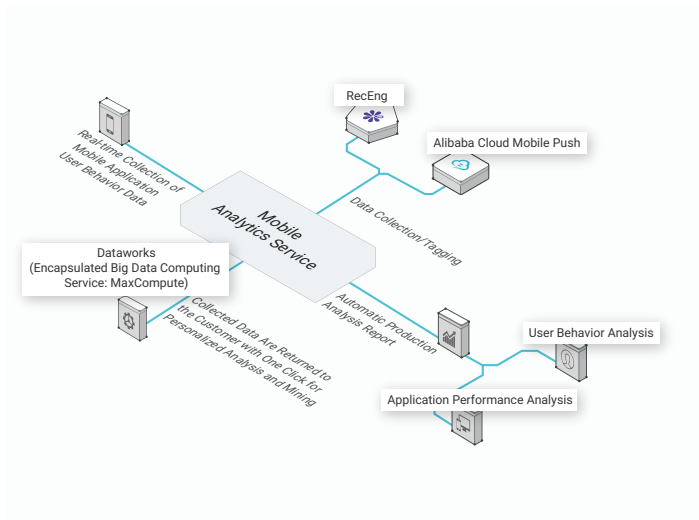 RecEng
Alibaba Cloud Mobile Push
Real-time Collection of
Mobile Application
User Behavior Data
Mobile
Analytics Service
Data Collection/Tagging
Dataworks
(Encapsulated Big Data Computing
Service: MaxCompute)
Collected Data Are Returned to
the Customer with One Click for
Personalized Analysis and Mining
Automatic Production
Analysis Report
User Behavior Analysis
Application Performance Analysis